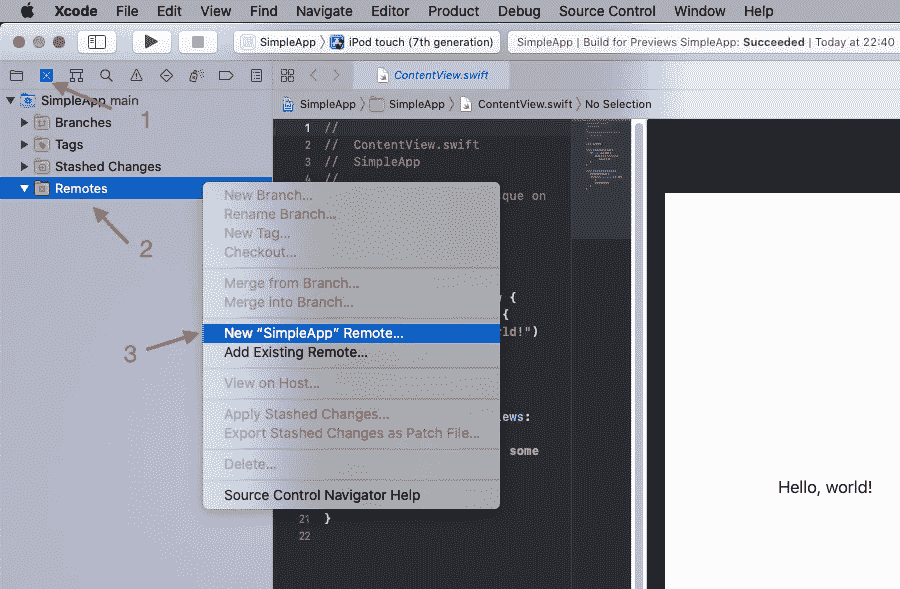 Xcode File Edit View Find Navigate Editor Product Debug Source Control Window Help
SimpleApp iPod touch (7th generation) SimpleApp | Build for Previews SimpleApp: Succeeded | Today at 22:40
ContentView.swift
SimpleApp main
SimpleApp SimpleApp ContentView.swift No Selection
1
Branches
Tags
Stashed Changes
Remotes
2
3
1 //
2 // ContentView.swift
3 // SimpleApp
4 //
que on
y {
{
ld!")
ews:
some
21 }
22
New Branch...
Rename Branch...
New Tag...
Checkout...
Merge from Branch...
Merge into Branch...
New “SimpleApp” Remote...
Add Existing Remote...
View on Host...
Apply Stashed Changes...
Export Stashed Changes as Patch File...
Delete...
Source Control Navigator Help
Hello, world!